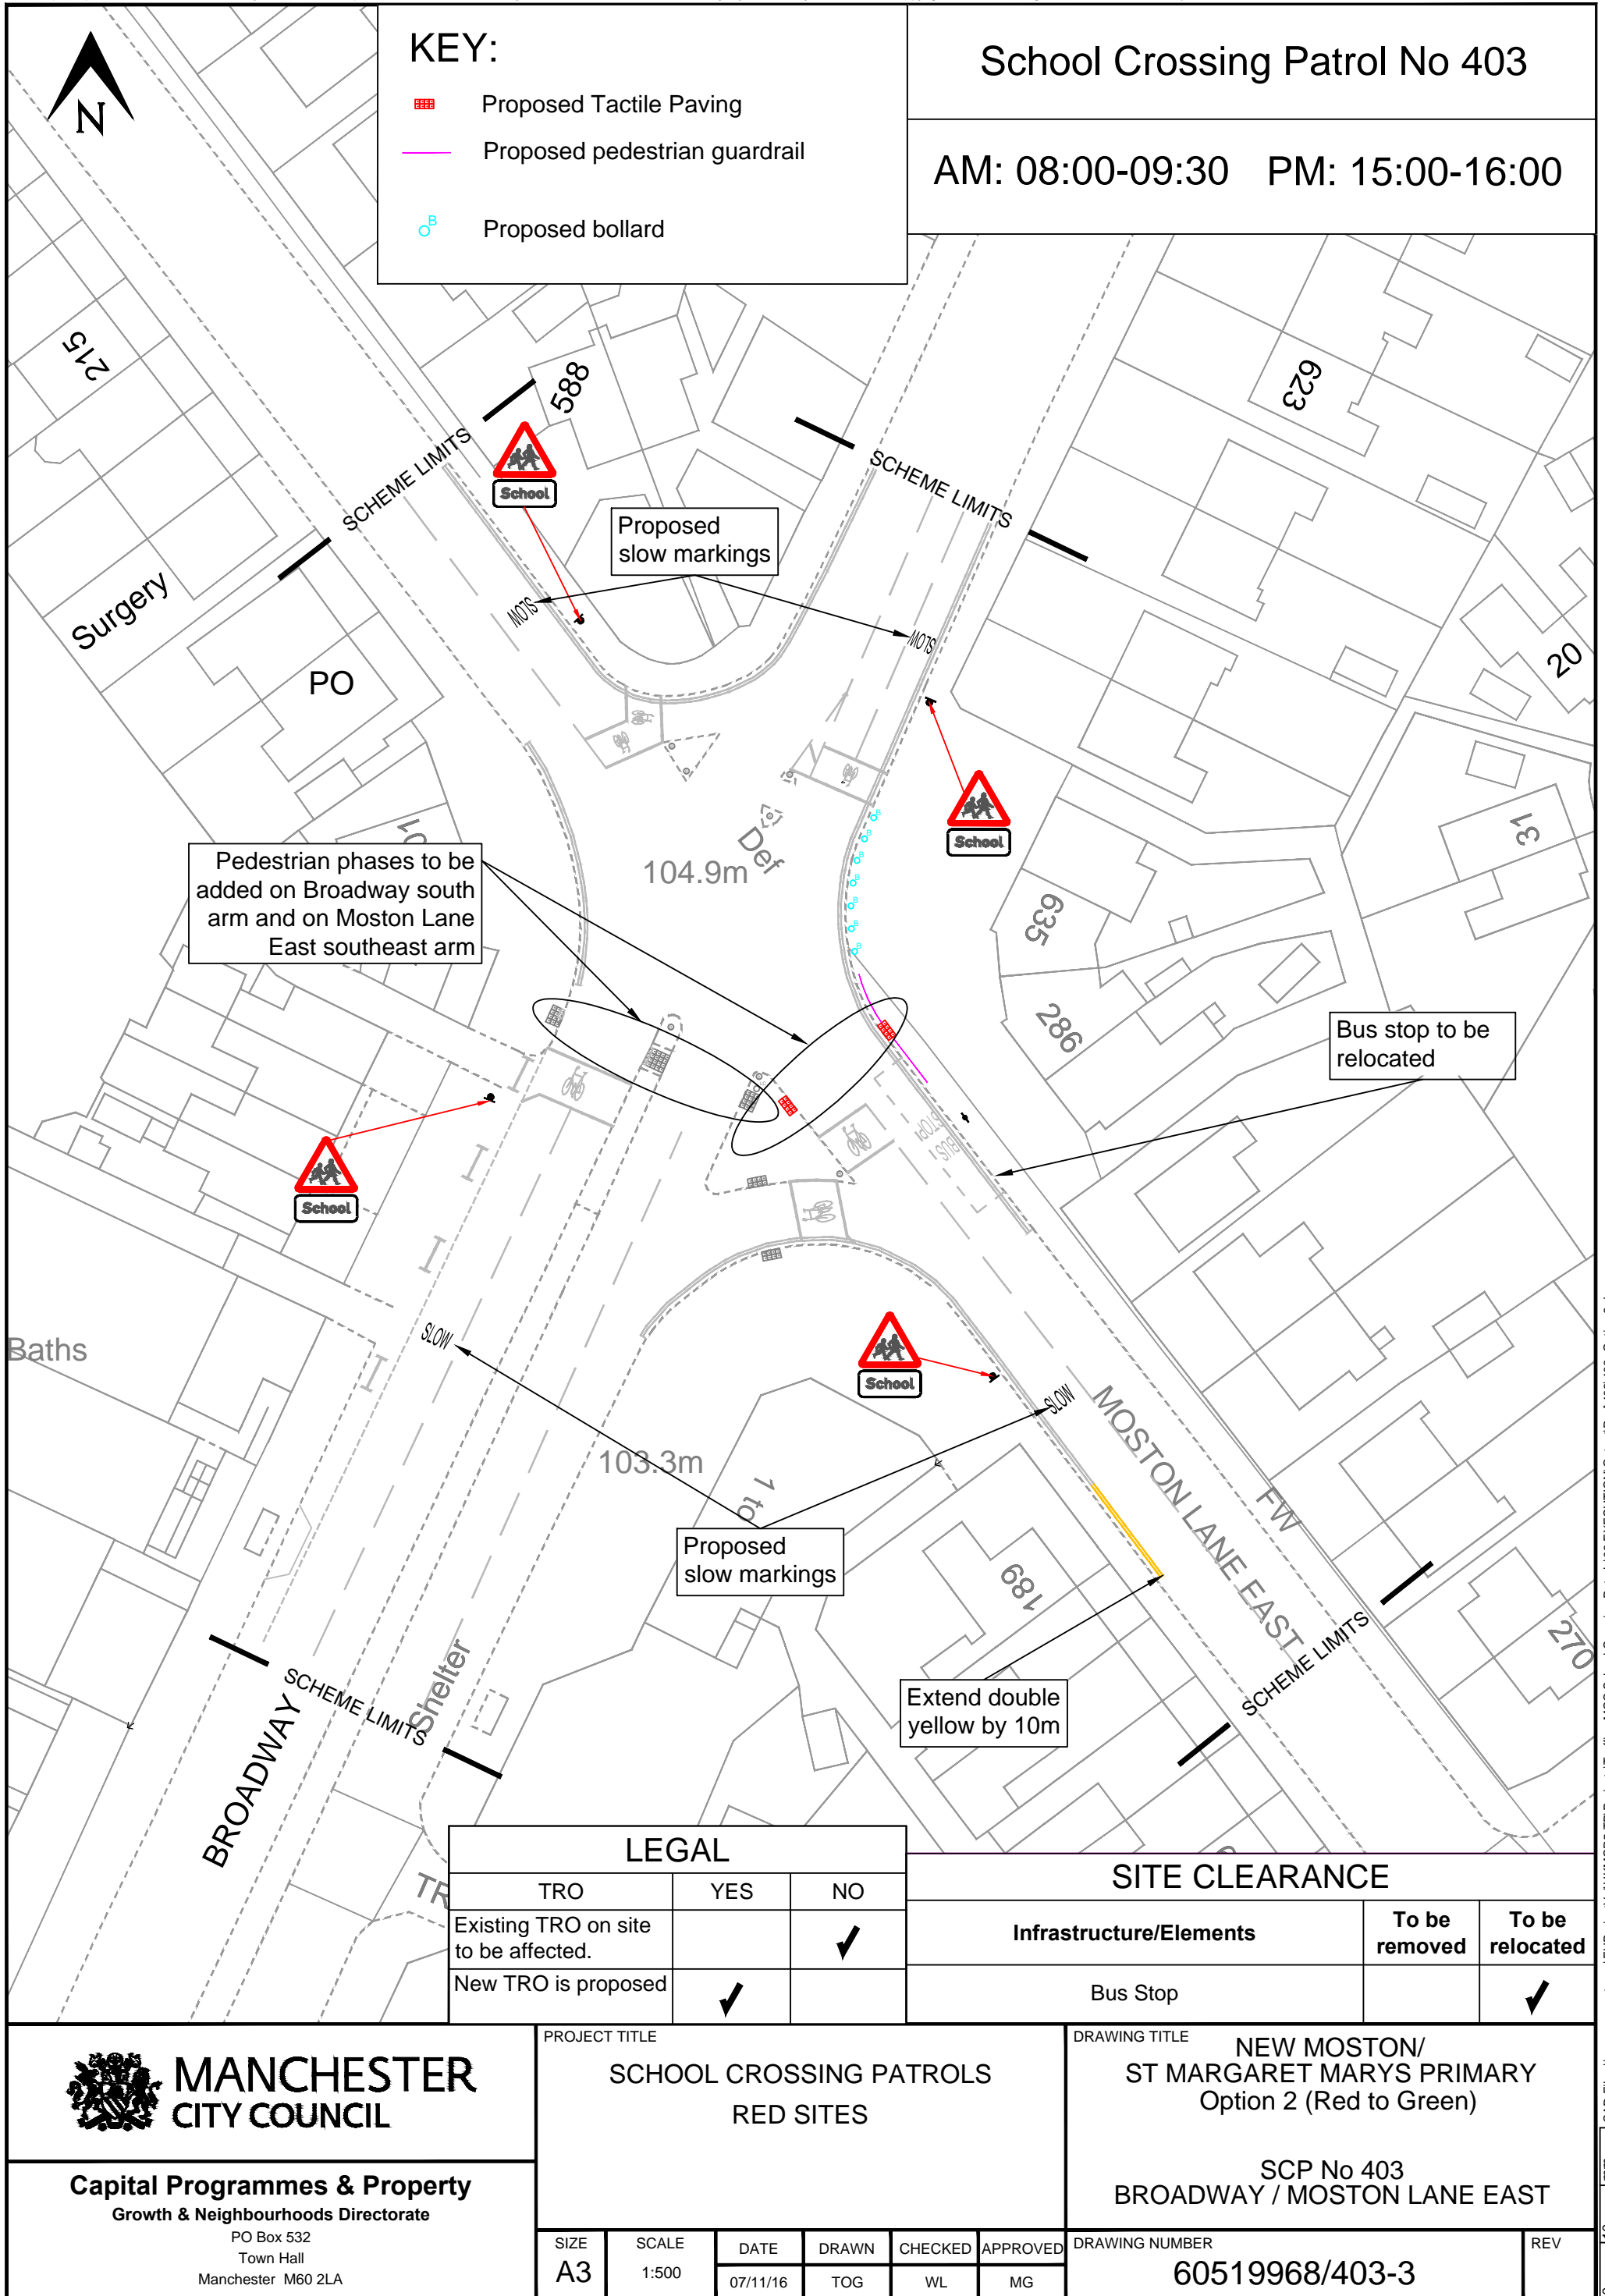 KEY:
Proposed Tactile Paving
Proposed pedestrian guardrail
B
Proposed bollard
School Crossing Patrol No 403
AM: 08:00-09:30 PM: 15:00-16:00
N
215
588
623
SCHEME LIMITS
SCHEME LIMITS
School
Proposed
slow markings
SLOW
SLOW
Surgery
PO
20
School
31
Def
104.9m
B
B
B
B
B
B
B
635
286
Pedestrian phases to be
added on Broadway south
arm and on Moston Lane
East southeast arm
Bus stop to be
relocated
BUS
STOP
School
Baths
SLOW
School
SLOW
103.3m
1 to
MOSTON LANE EAST
FW
Proposed
slow markings
189
270
Extend double
yellow by 10m
SCHEME LIMITS
SCHEME LIMITS
Shelter
BROADWAY
LEGAL
TRO YES NO
Existing TRO on site
to be affected.
New TRO is proposed
SITE CLEARANCE
Infrastructure/Elements
To be
removed
To be
relocated
Bus Stop
MANCHESTER
CITY COUNCIL
Capital Programmes & Property
Growth & Neighbourhoods Directorate
PO Box 532
Town Hall
Manchester M60 2LA
PROJECT TITLE
SCHOOL CROSSING PATROLS
RED SITES
DRAWING TITLE
NEW MOSTON/
ST MARGARET MARYS PRIMARY
Option 2 (Red to Green)
SCP No 403
BROADWAY / MOSTON LANE EAST
SIZE
A3
SCALE
1:500
DATE DRAWN CHECKED APPROVED
07/11/16 TOG WL MG
DRAWING NUMBER
60519968/403-3
REV